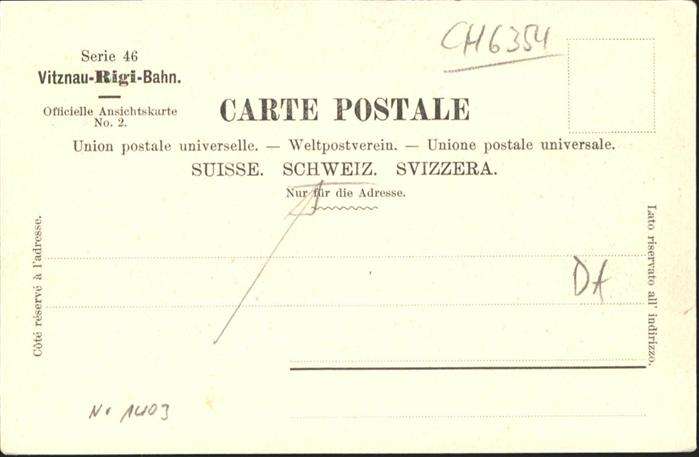 CH6354
Serie 46
Vitznau-Rigi-Bahn.
Officielle Ansichtskarte
No. 2.
CARTE POSTALE
Union postale universelle. — Weltpostverein. — Unione postale universale.
SUISSE. SCHWEIZ. SVIZZERA.
Nur für die Adresse.
Côté réservé à l'adresse.
Lato riservato all' indirizzo.
DA
No 1403